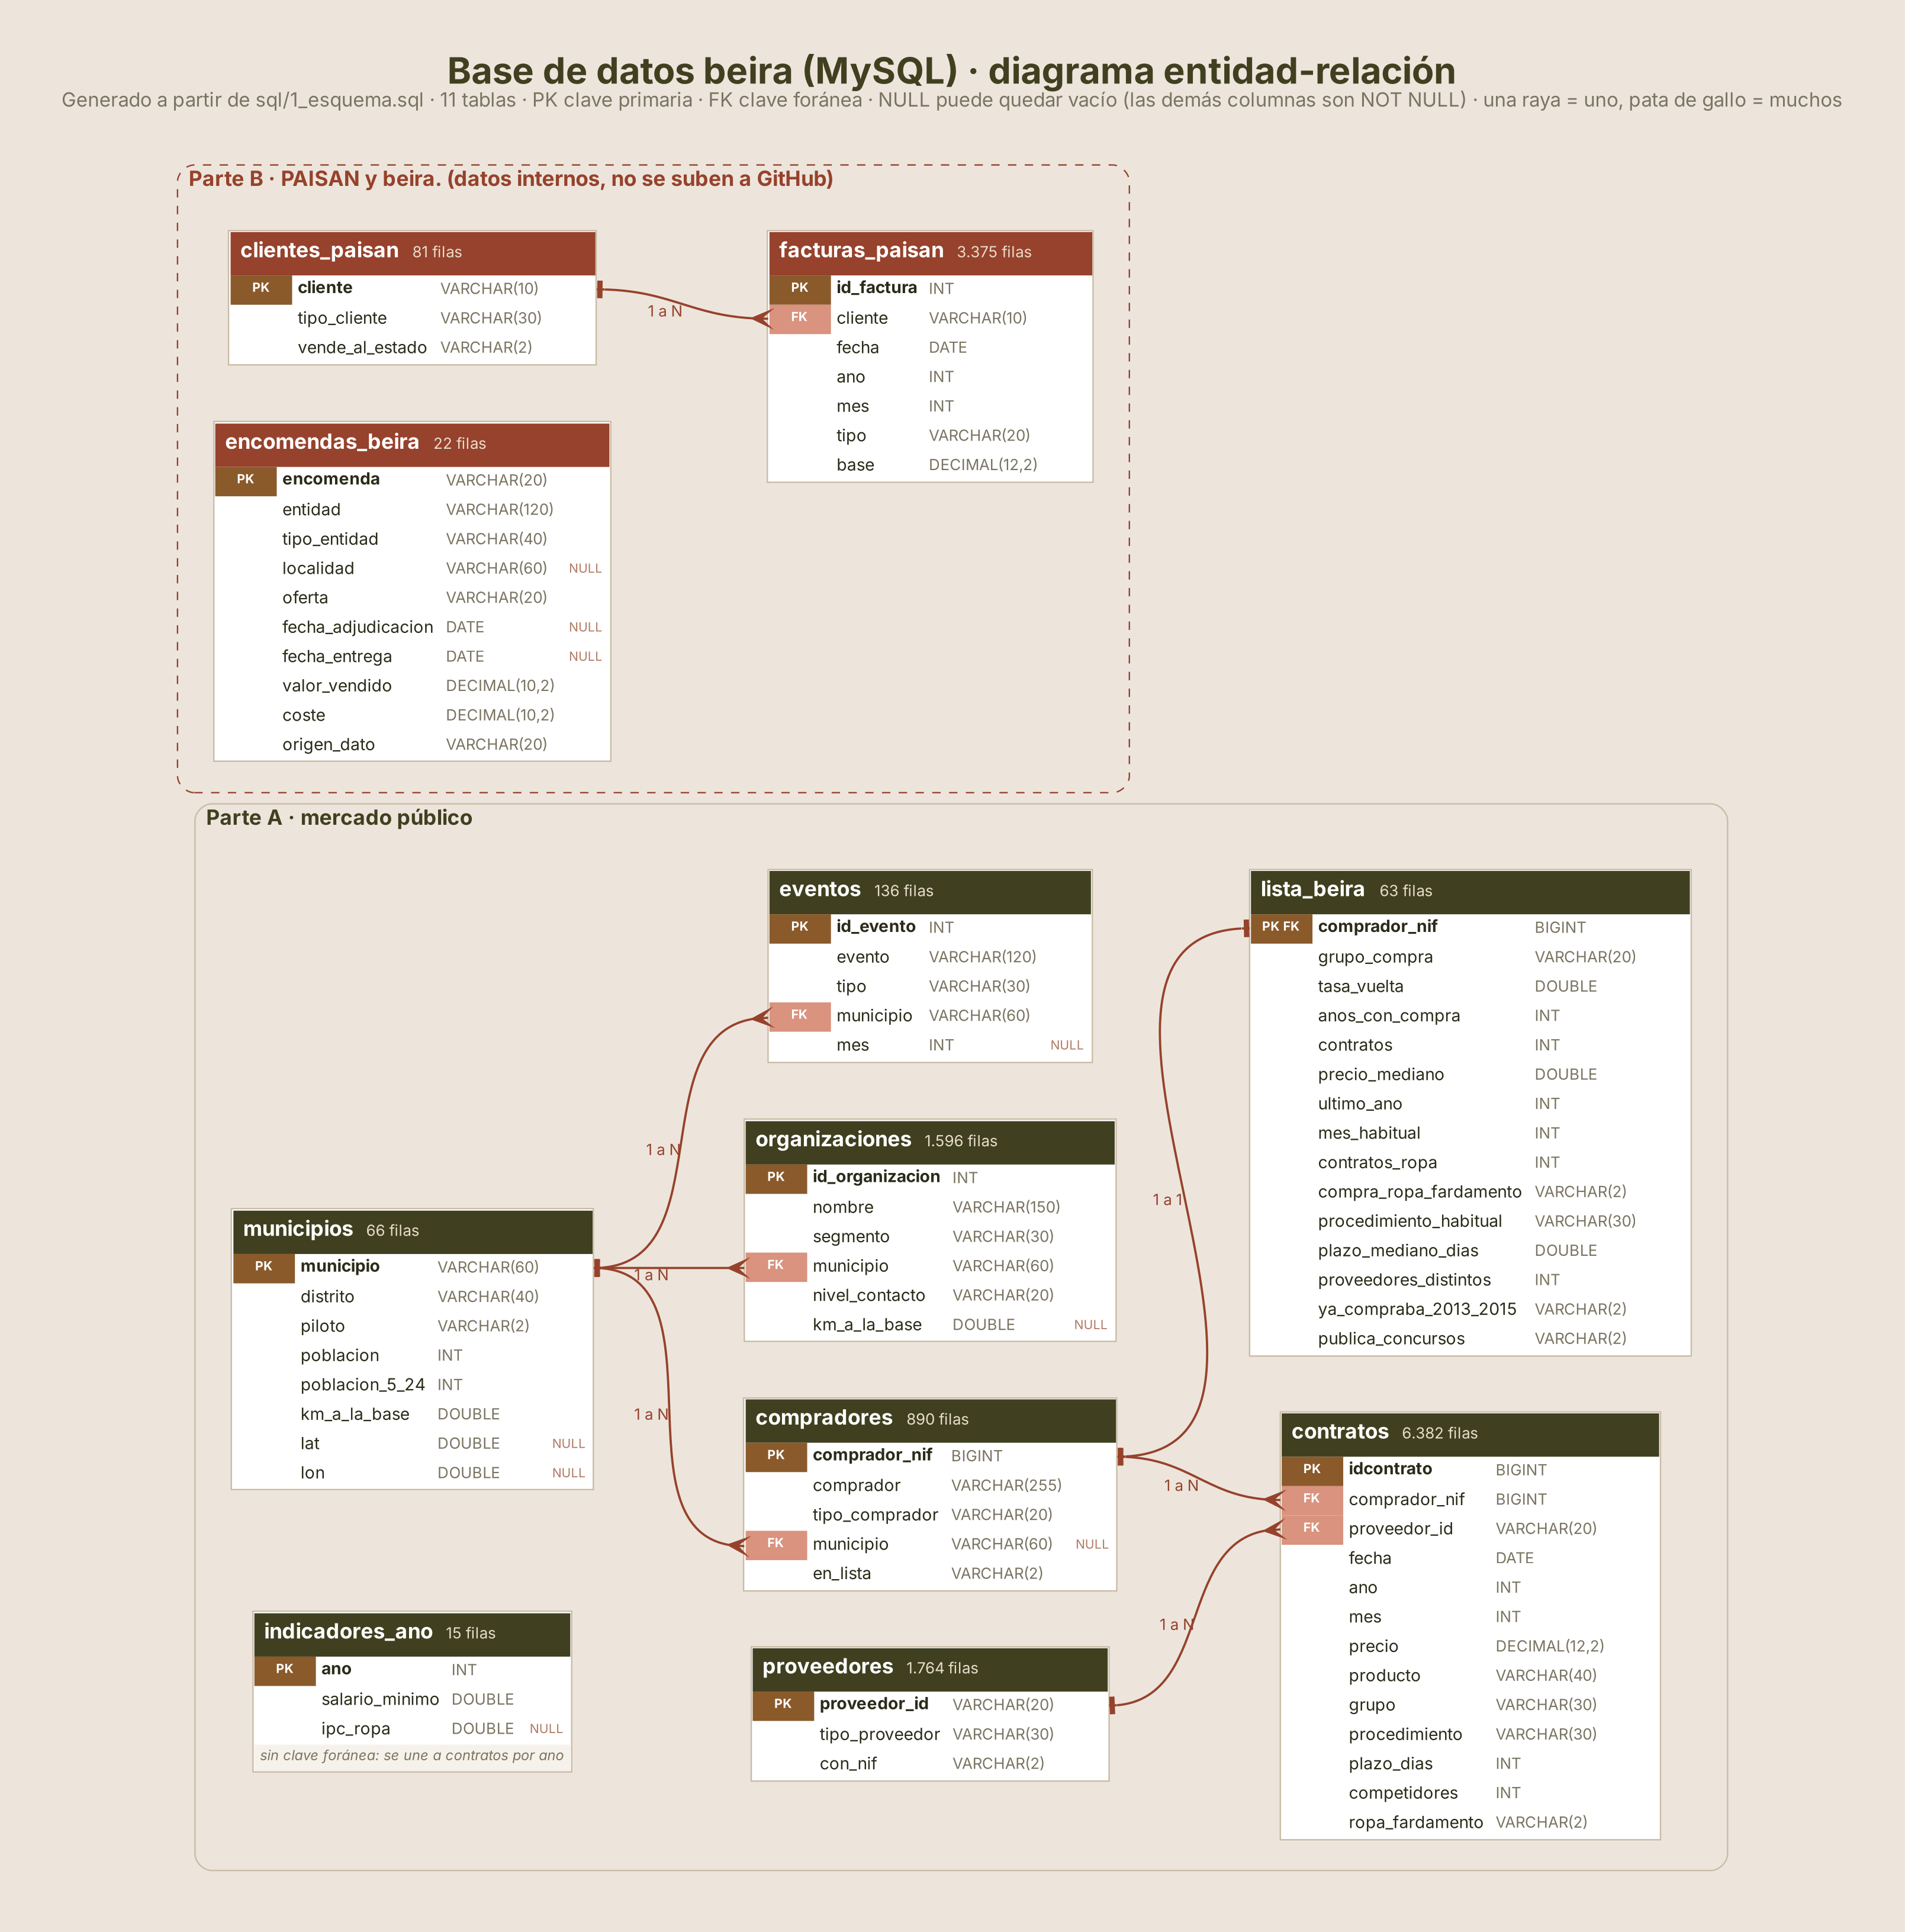 Base de datos beira (MySQL) · diagrama entidad-relación
Generado a partir de sql/1_esquema.sql · 11 tablas · PK clave primaria · FK clave foránea · NULL puede quedar vacío (las demás columnas son NOT NULL) · una raya = uno, pata de gallo = muchos
Parte B · PAISAN y beira. (datos internos, no se suben a GitHub)
clientes_paisan 81 filas
PK cliente VARCHAR(10)
tipo_cliente VARCHAR(30)
vende_al_estado VARCHAR(2)
1 a N
facturas_paisan 3.375 filas
PK id_factura INT
FK cliente VARCHAR(10)
fecha DATE
ano INT
mes INT
tipo VARCHAR(20)
base DECIMAL(12,2)
encomendas_beira 22 filas
PK encomenda VARCHAR(20)
entidad VARCHAR(120)
tipo_entidad VARCHAR(40)
localidad VARCHAR(60) NULL
oferta VARCHAR(20)
fecha_adjudicacion DATE NULL
fecha_entrega DATE NULL
valor_vendido DECIMAL(10,2)
coste DECIMAL(10,2)
origen_dato VARCHAR(20)
Parte A · mercado público
eventos 136 filas
PK id_evento INT
evento VARCHAR(120)
tipo VARCHAR(30)
FK municipio VARCHAR(60)
mes INT NULL
lista_beira 63 filas
PK FK comprador_nif BIGINT
grupo_compra VARCHAR(20)
tasa_vuelta DOUBLE
anos_con_compra INT
contratos INT
precio_mediano DOUBLE
ultimo_ano INT
mes_habitual INT
contratos_ropa INT
compra_ropa_fardamento VARCHAR(2)
procedimiento_habitual VARCHAR(30)
plazo_mediano_dias DOUBLE
proveedores_distintos INT
ya_compraba_2013_2015 VARCHAR(2)
publica_concursos VARCHAR(2)
1 a N
1 a 1
organizaciones 1.596 filas
PK id_organizacion INT
nombre VARCHAR(150)
segmento VARCHAR(30)
FK municipio VARCHAR(60)
nivel_contacto VARCHAR(20)
km_a_la_base DOUBLE NULL
municipios 66 filas
PK municipio VARCHAR(60)
distrito VARCHAR(40)
piloto VARCHAR(2)
poblacion INT
poblacion_5_24 INT
km_a_la_base DOUBLE
lat DOUBLE NULL
lon DOUBLE NULL
1 a N
1 a N
compradores 890 filas
PK comprador_nif BIGINT
comprador VARCHAR(255)
tipo_comprador VARCHAR(20)
FK municipio VARCHAR(60) NULL
en_lista VARCHAR(2)
1 a N
contratos 6.382 filas
PK idcontrato BIGINT
FK comprador_nif BIGINT
FK proveedor_id VARCHAR(20)
fecha DATE
ano INT
mes INT
precio DECIMAL(12,2)
producto VARCHAR(40)
grupo VARCHAR(30)
procedimiento VARCHAR(30)
plazo_dias INT
competidores INT
ropa_fardamento VARCHAR(2)
1 a N
indicadores_ano 15 filas
PK ano INT
salario_minimo DOUBLE
ipc_ropa DOUBLE NULL
sin clave foránea: se une a contratos por ano
proveedores 1.764 filas
PK proveedor_id VARCHAR(20)
tipo_proveedor VARCHAR(30)
con_nif VARCHAR(2)